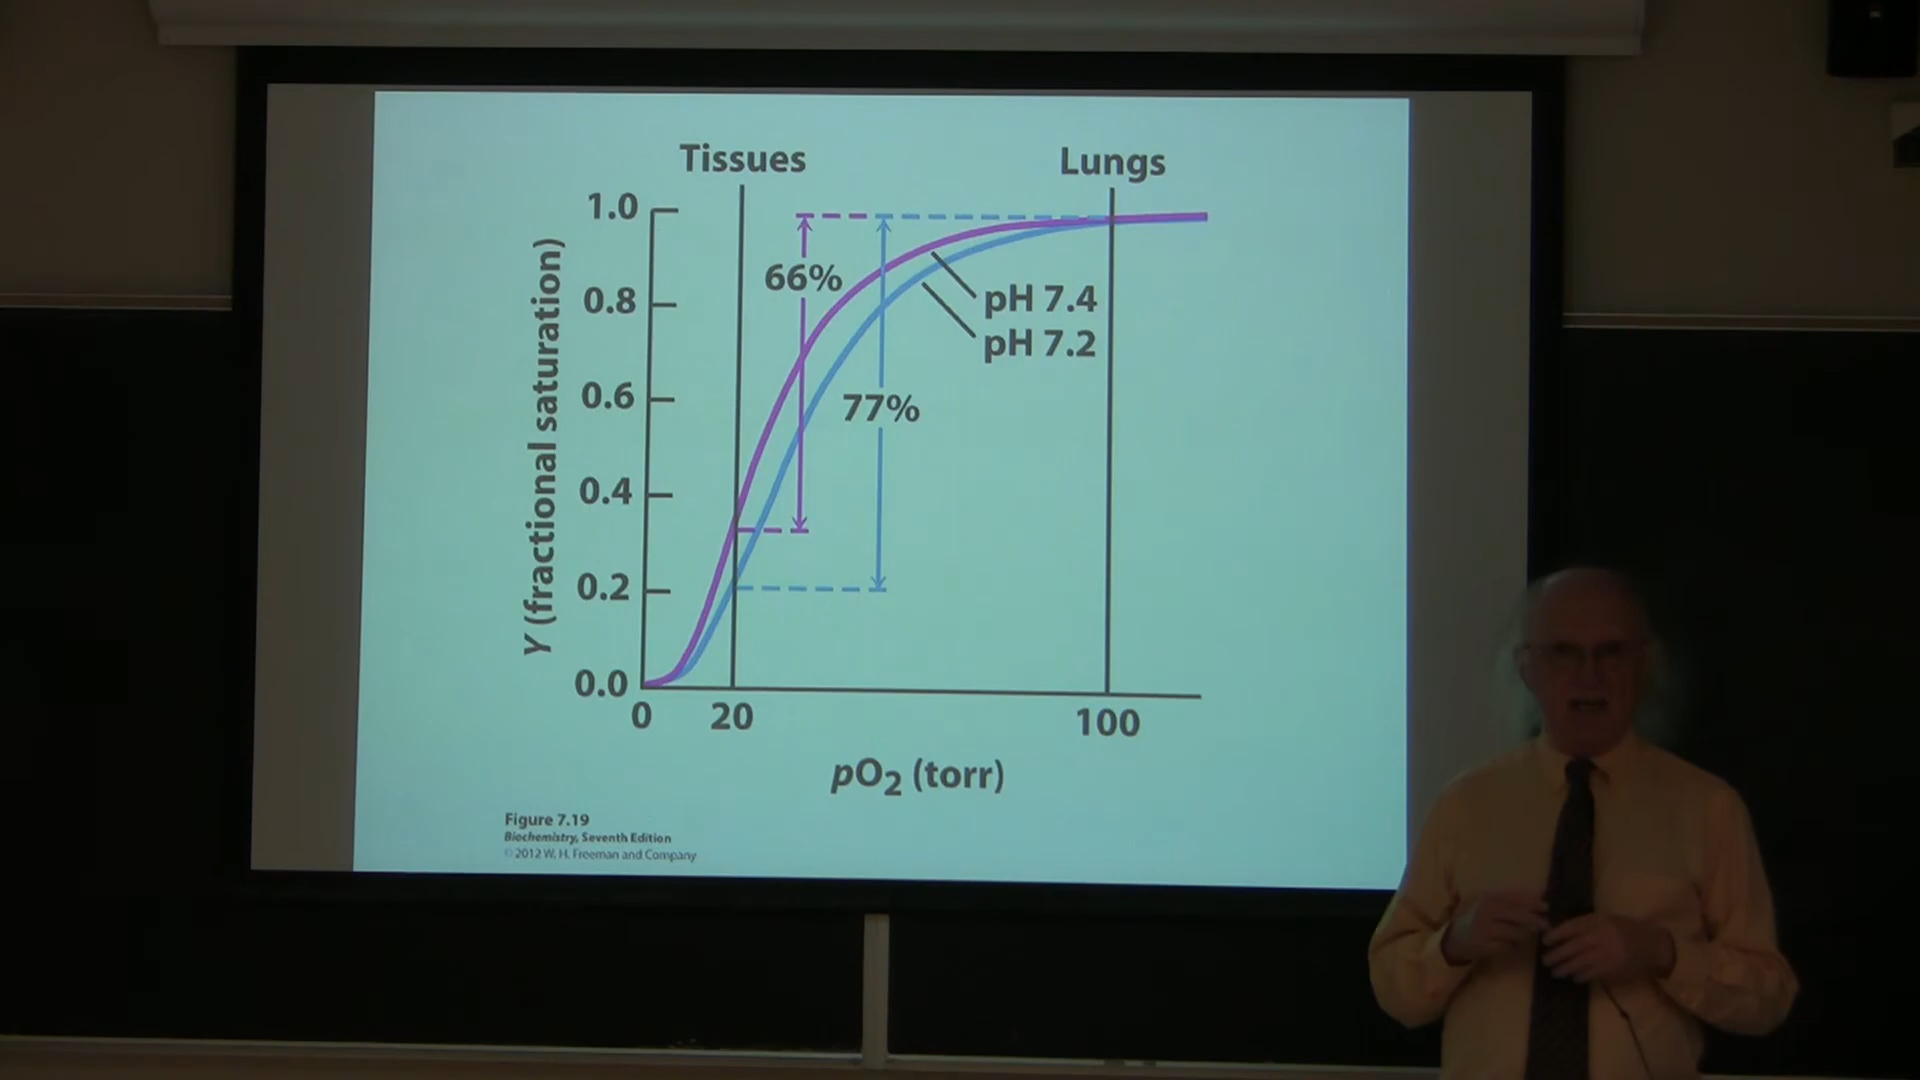 Tissues
Lungs
1.0
0.8
0.6
0.4
0.2
0.0
Y (fractional saturation)
66%
77%
pH 7.4
pH 7.2
0
20
100
pO2 (torr)
Figure 7.19
Biochemistry, Seventh Edition
© 2012 W. H. Freeman and Company